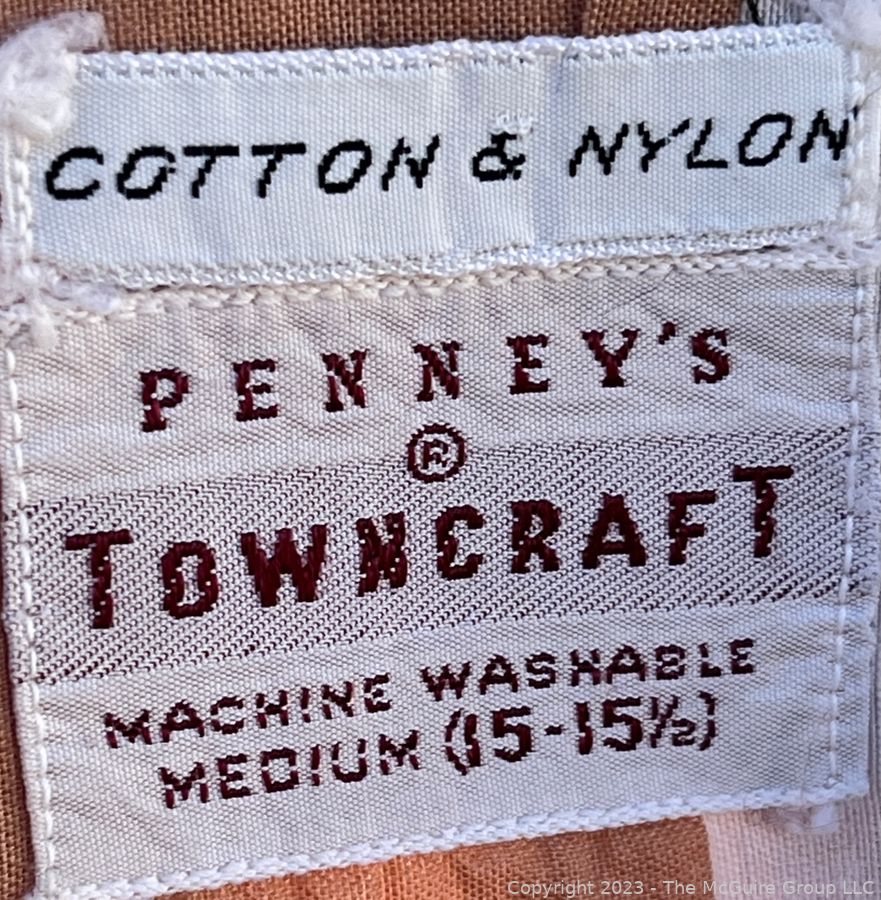 COTTON & NYLON
PENNEY'S
®
TOWNCRAFT
MACHINE WASHABLE
MEDIUM (15-15½)
Copyright 2023 - The McGuire Group LLC